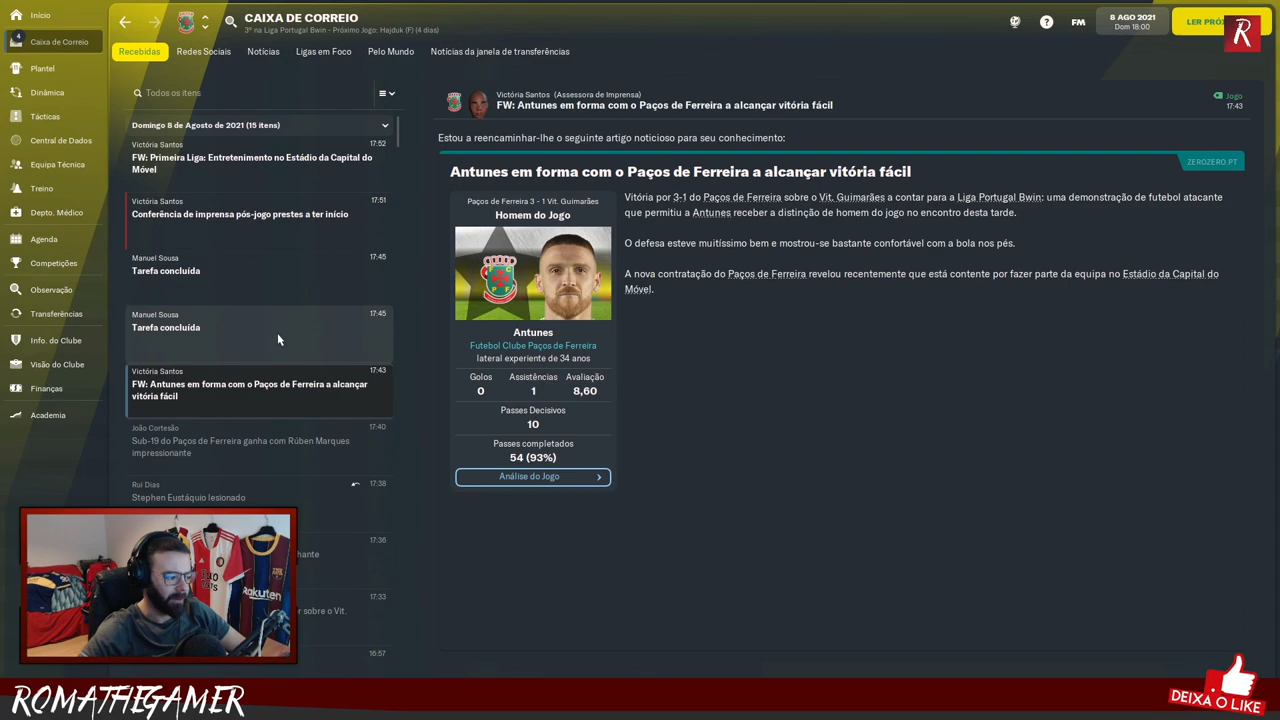 Início
4
Caixa de Correio
Plantel
Dinâmica
Tácticas
Central de Dados
Equipa Técnica
Treino
Depto. Médico
Agenda
Competições
Observação
Transferências
Info. do Clube
Visão do Clube
Finanças
Academia
CAIXA DE CORREIO
3º na Liga Portugal Bwin - Próximo Jogo: Hajduk (F) (4 dias)
FM
8 AGO 2021
Dom 18:00
R
Recebidas
Redes Sociais
Notícias
Ligas em Foco
Pelo Mundo
Notícias da janela de transferências
Todos os itens
Domingo 8 de Agosto de 2021 (15 itens)
Victória Santos 17:52
FW: Primeira Liga: Entretenimento no Estádio da Capital do
Móvel
Victória Santos 17:51
Conferência de imprensa pós-jogo prestes a ter início
Manuel Sousa 17:45
Tarefa concluída
Manuel Sousa 17:45
Tarefa concluída
Victória Santos 17:43
FW: Antunes em forma com o Paços de Ferreira a alcançar
vitória fácil
João Cortesão 17:40
Sub-19 do Paços de Ferreira ganha com Rúben Marques
impressionante
Rui Dias 17:38
Stephen Eustáquio lesionado
17:36
17:33
sobre o Vit.
16:57
Victória Santos (Assessora de Imprensa)
FW: Antunes em forma com o Paços de Ferreira a alcançar vitória fácil
Jogo
17:43
Estou a reencaminhar-lhe o seguinte artigo noticioso para seu conhecimento:
ZEROZERO.PT
Antunes em forma com o Paços de Ferreira a alcançar vitória fácil
Paços de Ferreira 3 - 1 Vit. Guimarães
Homem do Jogo
Antunes
Futebol Clube Paços de Ferreira
lateral experiente de 34 anos
Golos Assistências Avaliação
0 1 8,60
Passes Decisivos
10
Passes completados
54 (93%)
Análise do Jogo
Vitória por 3-1 do Paços de Ferreira sobre o Vit. Guimarães a contar para a Liga Portugal Bwin: uma demonstração de futebol atacante
que permitiu a Antunes receber a distinção de homem do jogo no encontro desta tarde.
O defesa esteve muitíssimo bem e mostrou-se bastante confortável com a bola nos pés.
A nova contratação do Paços de Ferreira revelou recentemente que está contente por fazer parte da equipa no Estádio da Capital do
Móvel.
Rakuten
ROMATHEGAMER
DEIXA O LIKE